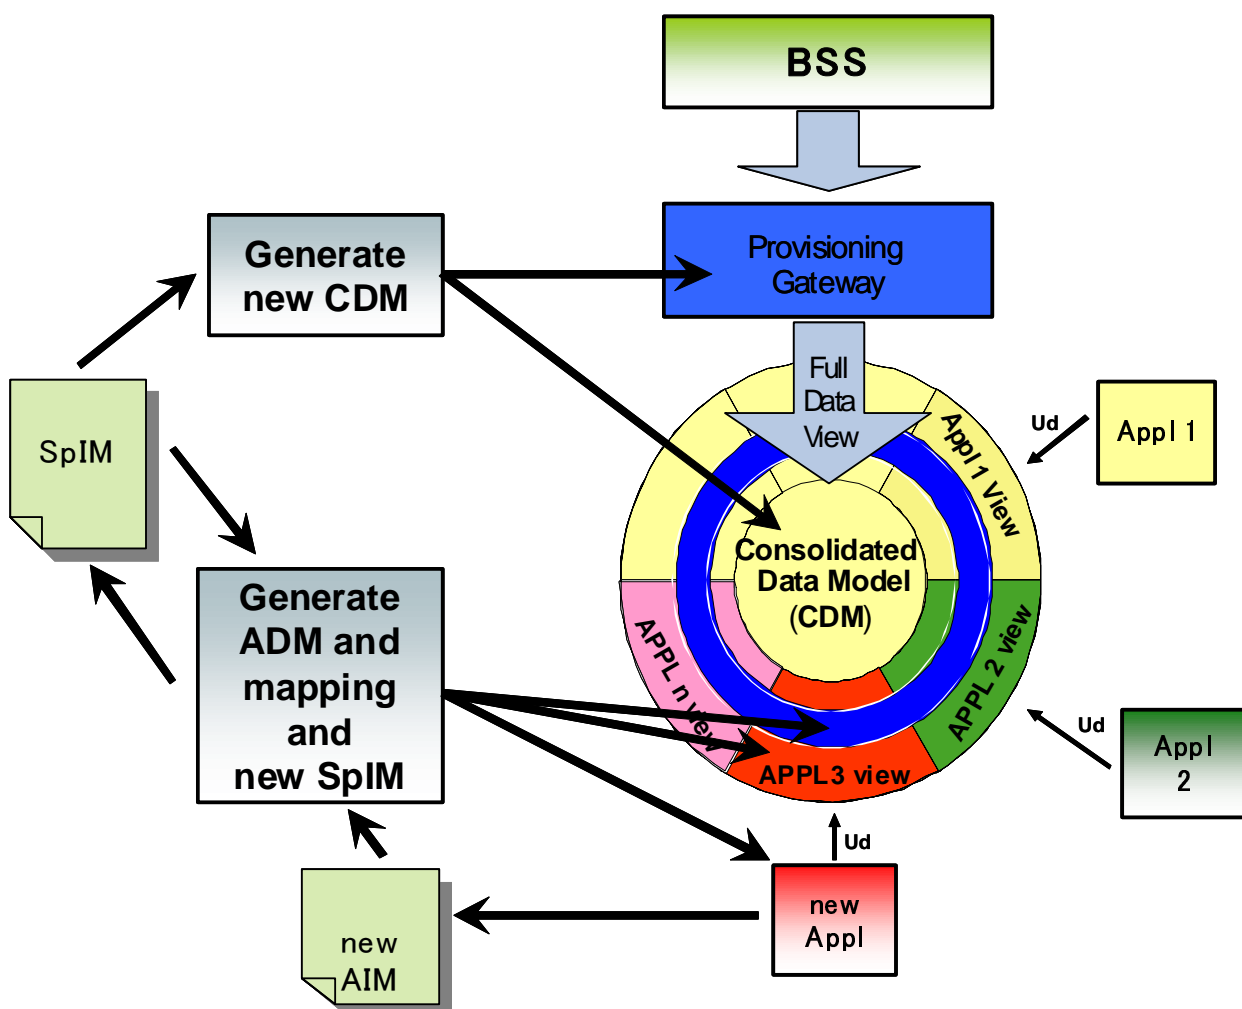 BSS
Provisioning
Gateway
Generate
new CDM
Full
Data
View
SpIM
Appl 1 View
Ud
Appl 1
Consolidated
Data Model
(CDM)
Generate
ADM and
mapping
and
new SpIM
APPL n view
APPL 2 view
APPL3 view
Ud
Appl
2
Ud
new
Appl
new
AIM